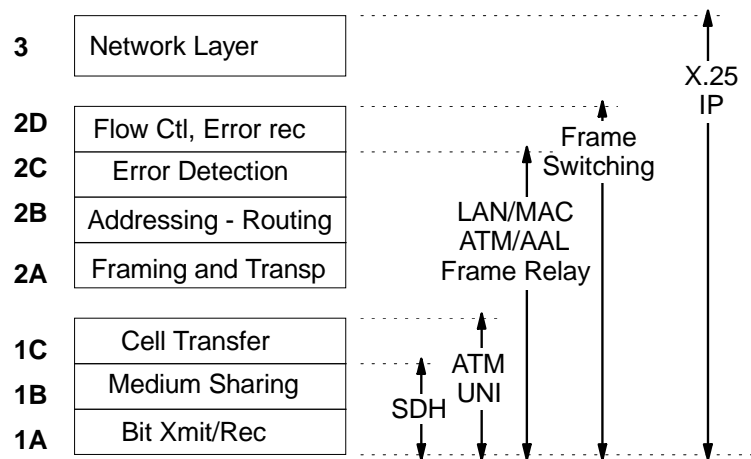 3
Network Layer
X.25
IP
2D
Flow Ctl, Error rec
Frame
Switching
2C
Error Detection
2B
Addressing - Routing
LAN/MAC
ATM/AAL
Frame Relay
2A
Framing and Transp
1C
Cell Transfer
ATM
UNI
1B
Medium Sharing
SDH
1A
Bit Xmit/Rec